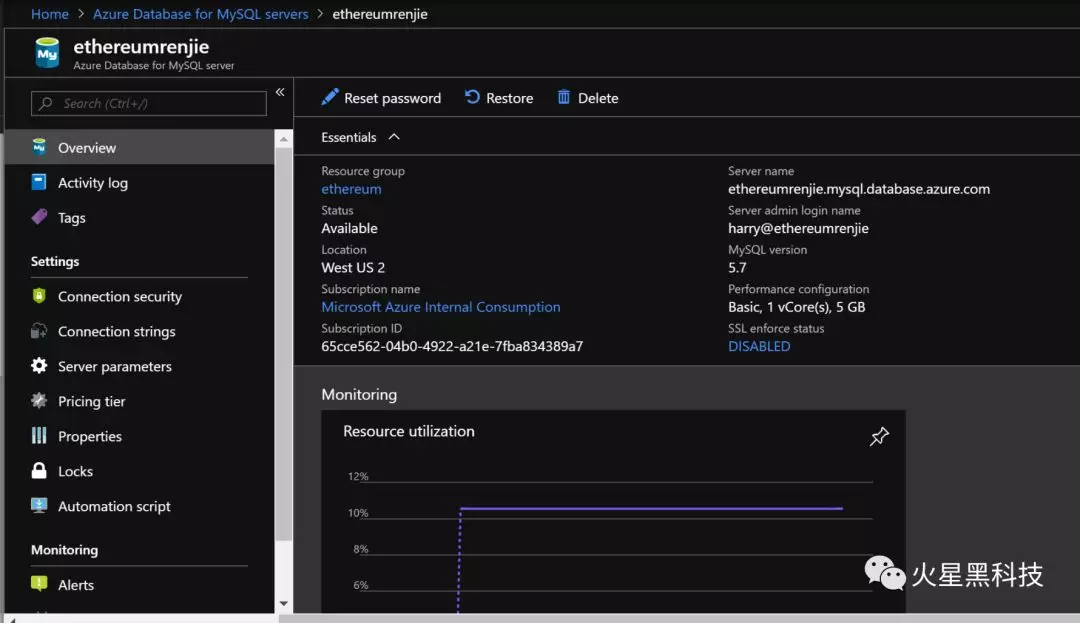 Home > Azure Database for MySQL servers > ethereumrenjie
My
ethereumrenjie
Azure Database for MySQL server
Search (Ctrl+/)
«
Overview
Activity log
Tags
Settings
Connection security
Connection strings
Server parameters
Pricing tier
Properties
Locks
Automation script
Monitoring
Alerts
Reset password Restore Delete
Essentials
Resource group
ethereum
Status
Available
Location
West US 2
Subscription name
Microsoft Azure Internal Consumption
Subscription ID
65cce562-04b0-4922-a21e-7fba834389a7
Server name
ethereumrenjie.mysql.database.azure.com
Server admin login name
harry@ethereumrenjie
MySQL version
5.7
Performance configuration
Basic, 1 vCore(s), 5 GB
SSL enforce status
DISABLED
Monitoring
Resource utilization
12%
10%
8%
6%
火星黑科技